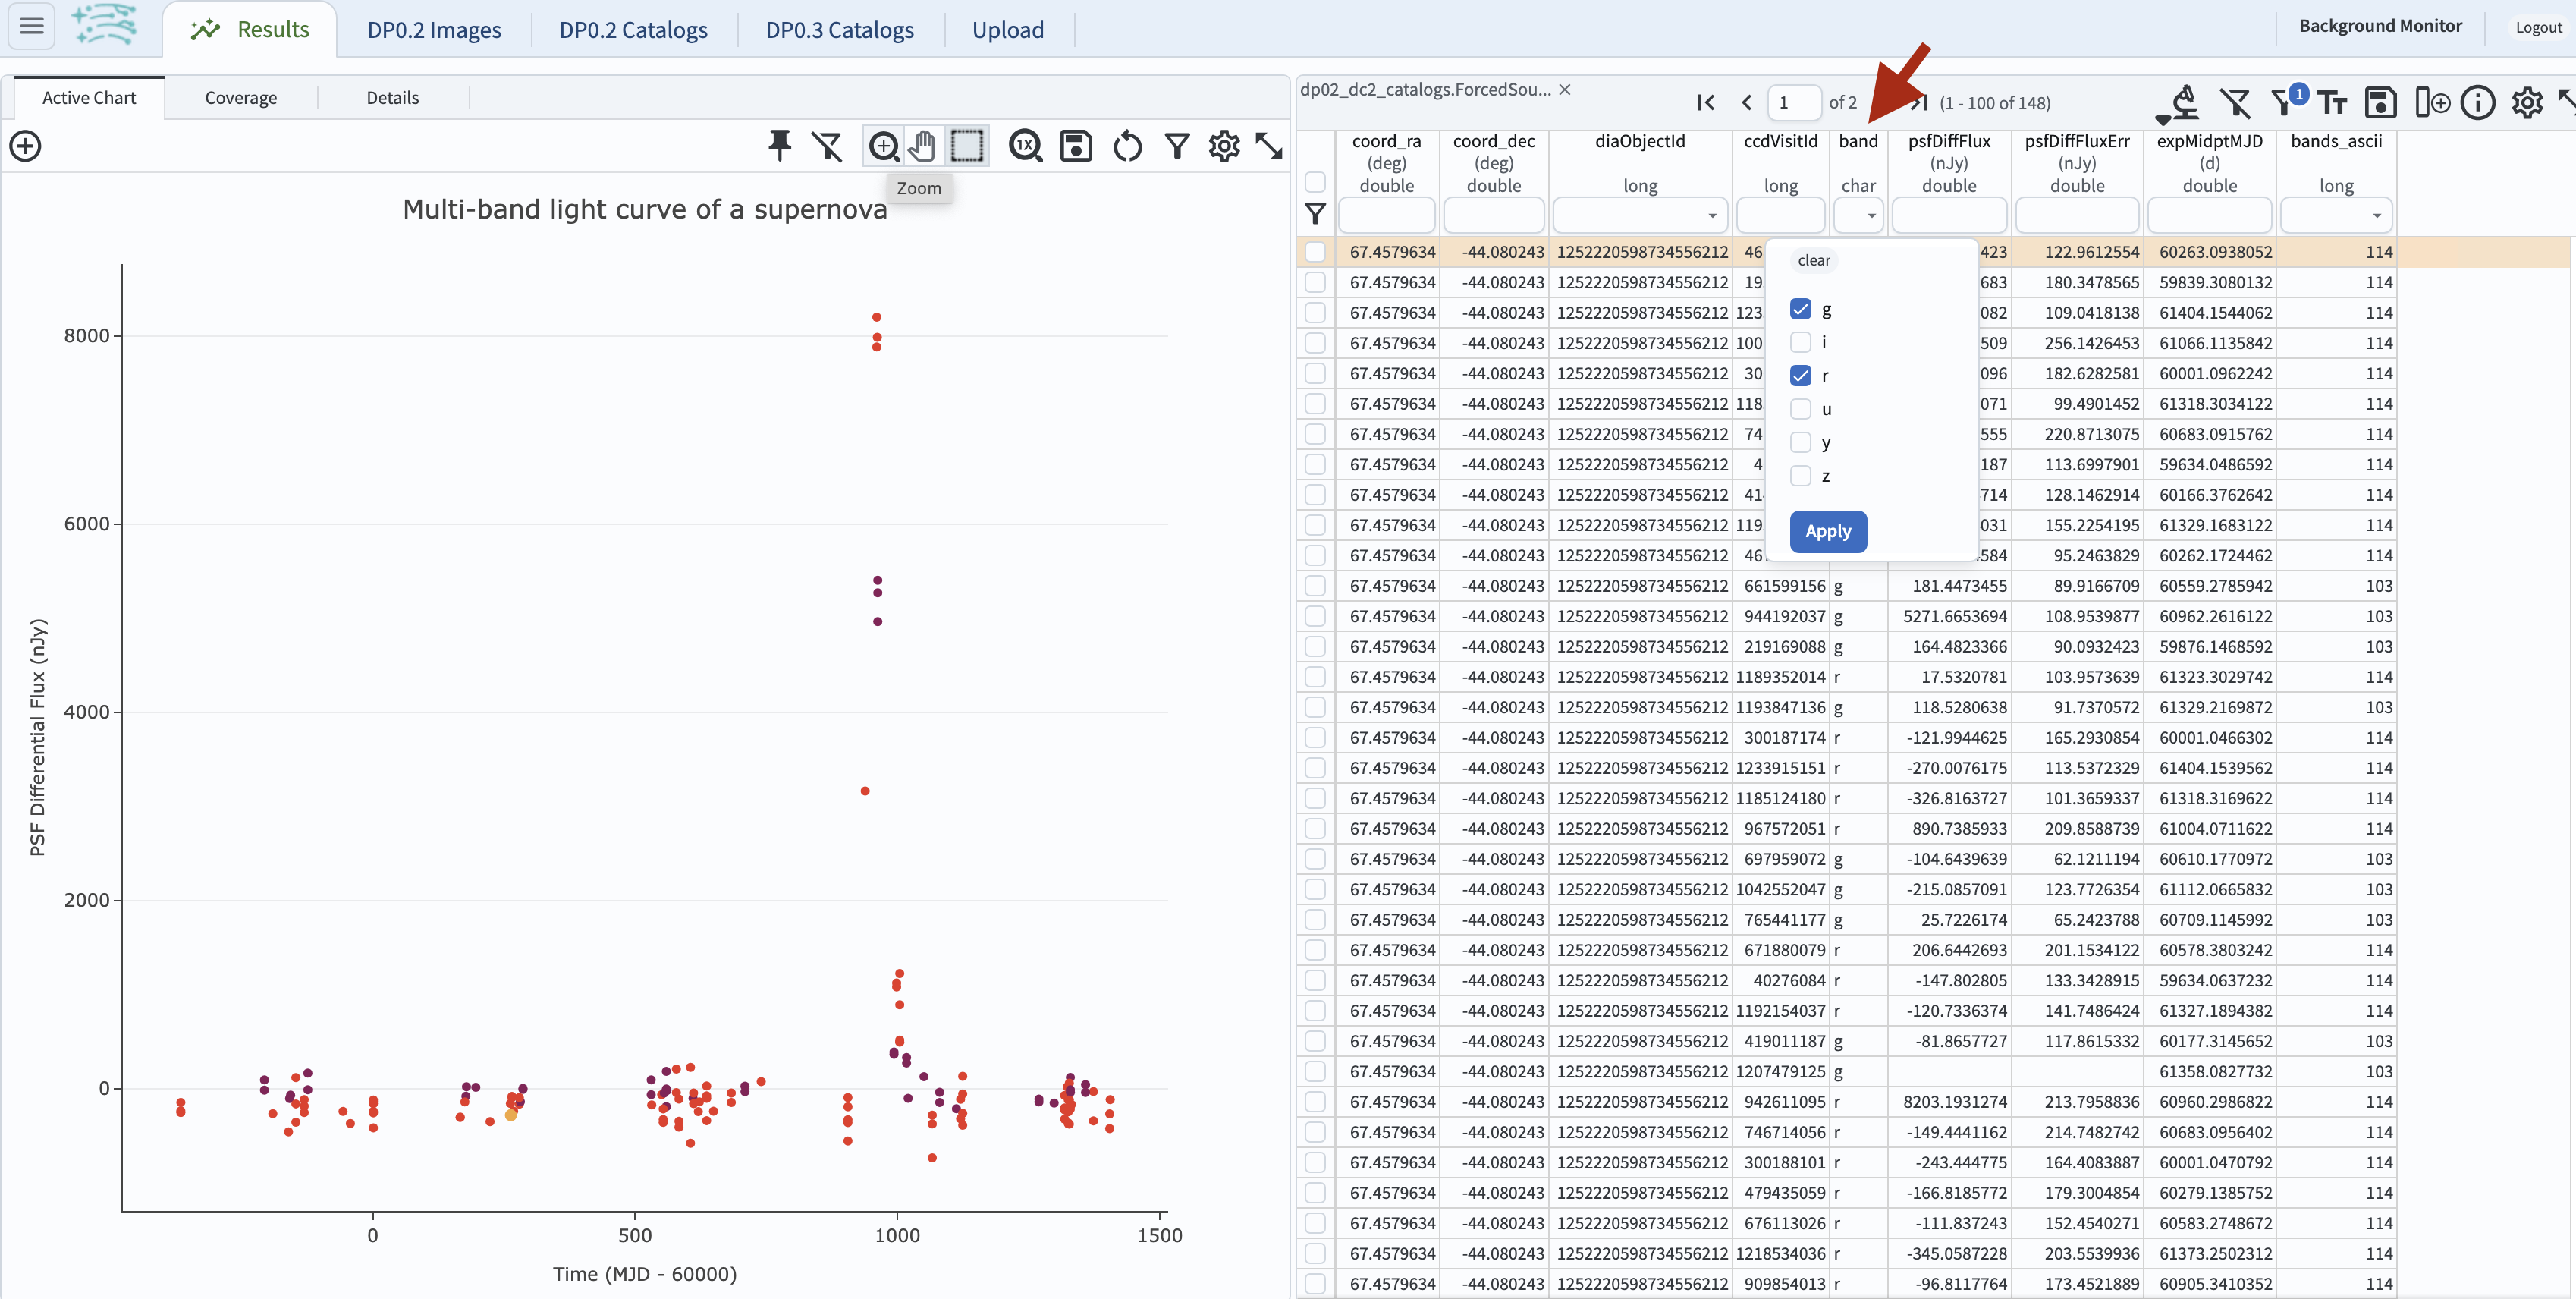 Results DP0.2 Images DP0.2 Catalogs DP0.3 Catalogs Upload Background Monitor Logout
Active Chart Coverage Details
1X
Zoom
Multi-band light curve of a supernova
8000
6000
4000
2000
0
PSF Differential Flux (nJy)
0 500 1000 1500
Time (MJD - 60000)
dp02_dc2_catalogs.ForcedSou...
1 of 2 (1 - 100 of 148) 1
coord_ra coord_dec diaObjectId ccdVisitId band psfDiffFlux psfDiffFluxErr expMidptMJD bands_ascii
(deg) (deg) (nJy) (nJy) (d)
double double long long char double double double long
67.4579634 -44.080243 1252220598734556212 46 423 122.9612554 60263.0938052 114
67.4579634 -44.080243 1252220598734556212 19 683 180.3478565 59839.3080132 114
67.4579634 -44.080243 1252220598734556212 123 082 109.0418138 61404.1544062 114
67.4579634 -44.080243 1252220598734556212 100 509 256.1426453 61066.1135842 114
67.4579634 -44.080243 1252220598734556212 30 096 182.6282581 60001.0962242 114
67.4579634 -44.080243 1252220598734556212 118 071 99.4901452 61318.3034122 114
67.4579634 -44.080243 1252220598734556212 74 555 220.8713075 60683.0915762 114
67.4579634 -44.080243 1252220598734556212 4 187 113.6997901 59634.0486592 114
67.4579634 -44.080243 1252220598734556212 41 714 128.1462914 60166.3762642 114
67.4579634 -44.080243 1252220598734556212 119 031 155.2254195 61329.1683122 114
67.4579634 -44.080243 1252220598734556212 46 584 95.2463829 60262.1724462 114
clear
g
i
r
u
y
z
Apply
67.4579634 -44.080243 1252220598734556212 661599156 g 181.4473455 89.9166709 60559.2785942 103
67.4579634 -44.080243 1252220598734556212 944192037 g 5271.6653694 108.9539877 60962.2616122 103
67.4579634 -44.080243 1252220598734556212 219169088 g 164.4823366 90.0932423 59876.1468592 103
67.4579634 -44.080243 1252220598734556212 1189352014 r 17.5320781 103.9573639 61323.3029742 114
67.4579634 -44.080243 1252220598734556212 1193847136 g 118.5280638 91.7370572 61329.2169872 103
67.4579634 -44.080243 1252220598734556212 300187174 r -121.9944625 165.2930854 60001.0466302 114
67.4579634 -44.080243 1252220598734556212 1233915151 r -270.0076175 113.5372329 61404.1539562 114
67.4579634 -44.080243 1252220598734556212 1185124180 r -326.8163727 101.3659337 61318.3169622 114
67.4579634 -44.080243 1252220598734556212 967572051 r 890.7385933 209.8588739 61004.0711622 114
67.4579634 -44.080243 1252220598734556212 697959072 g -104.6439639 62.1211194 60610.1770972 103
67.4579634 -44.080243 1252220598734556212 1042552047 g -215.0857091 123.7726354 61112.0665832 103
67.4579634 -44.080243 1252220598734556212 765441177 g 25.7226174 65.2423788 60709.1145992 103
67.4579634 -44.080243 1252220598734556212 671880079 r 206.6442693 201.1534122 60578.3803242 114
67.4579634 -44.080243 1252220598734556212 40276084 r -147.802805 133.3428915 59634.0637232 114
67.4579634 -44.080243 1252220598734556212 1192154037 r -120.7336374 141.7486424 61327.1894382 114
67.4579634 -44.080243 1252220598734556212 419011187 g -81.8657727 117.8615332 60177.3145652 103
67.4579634 -44.080243 1252220598734556212 1207479125 g 61358.0827732 103
67.4579634 -44.080243 1252220598734556212 942611095 r 8203.1931274 213.7958836 60960.2986822 114
67.4579634 -44.080243 1252220598734556212 746714056 r -149.4441162 214.7482742 60683.0956402 114
67.4579634 -44.080243 1252220598734556212 300188101 r -243.444775 164.4083887 60001.0470792 114
67.4579634 -44.080243 1252220598734556212 479435059 r -166.8185772 179.3004854 60279.1385752 114
67.4579634 -44.080243 1252220598734556212 676113026 r -111.837243 152.4540271 60583.2748672 114
67.4579634 -44.080243 1252220598734556212 1218534036 r -345.0587228 203.5539936 61373.2502312 114
67.4579634 -44.080243 1252220598734556212 909854013 r -96.8117764 173.4521889 60905.3410352 114